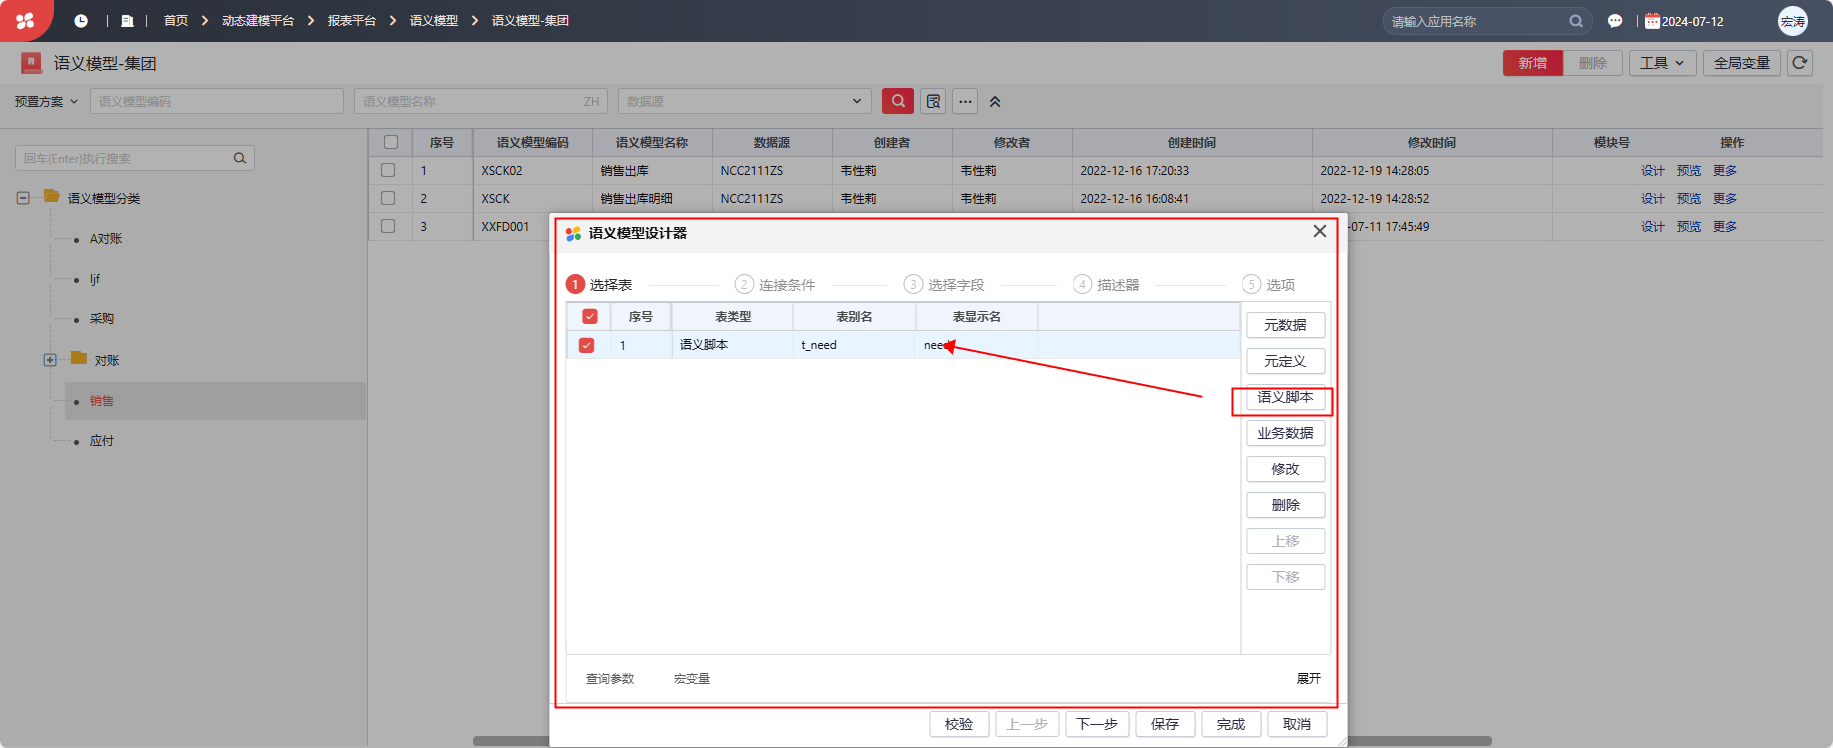 首页 动态建模平台 报表平台 语义模型 语义模型-集团 请输入应用名称 2024-07-12 宏涛
语义模型-集团 新增 删除 工具 全局变量
预置方案 语义模型编码 语义模型名称 ZH 数据源
回车(Enter)执行搜索
语义模型分类
A对账
ljf
采购
对账
销售
应付
序号 语义模型编码 语义模型名称 数据源 创建者 修改者 创建时间 修改时间 模块号 操作
1 XSCK02 销售出库 NCC2111ZS 韦性莉 韦性莉 2022-12-16 17:20:33 2022-12-19 14:28:05 设计 预览 更多
2 XSCK 销售出库明细 NCC2111ZS 韦性莉 韦性莉 2022-12-16 16:08:41 2022-12-19 14:28:52 设计 预览 更多
3 XXFD001 -07-11 17:45:49 设计 预览 更多
语义模型设计器
1 选择表 2 连接条件 3 选择字段 4 描述器 5 选项
序号 表类型 表别名 表显示名
1 语义脚本 t_need need
元数据
元定义
语义脚本
业务数据
修改
删除
上移
下移
查询参数 宏变量 展开
校验 上一步 下一步 保存 完成 取消